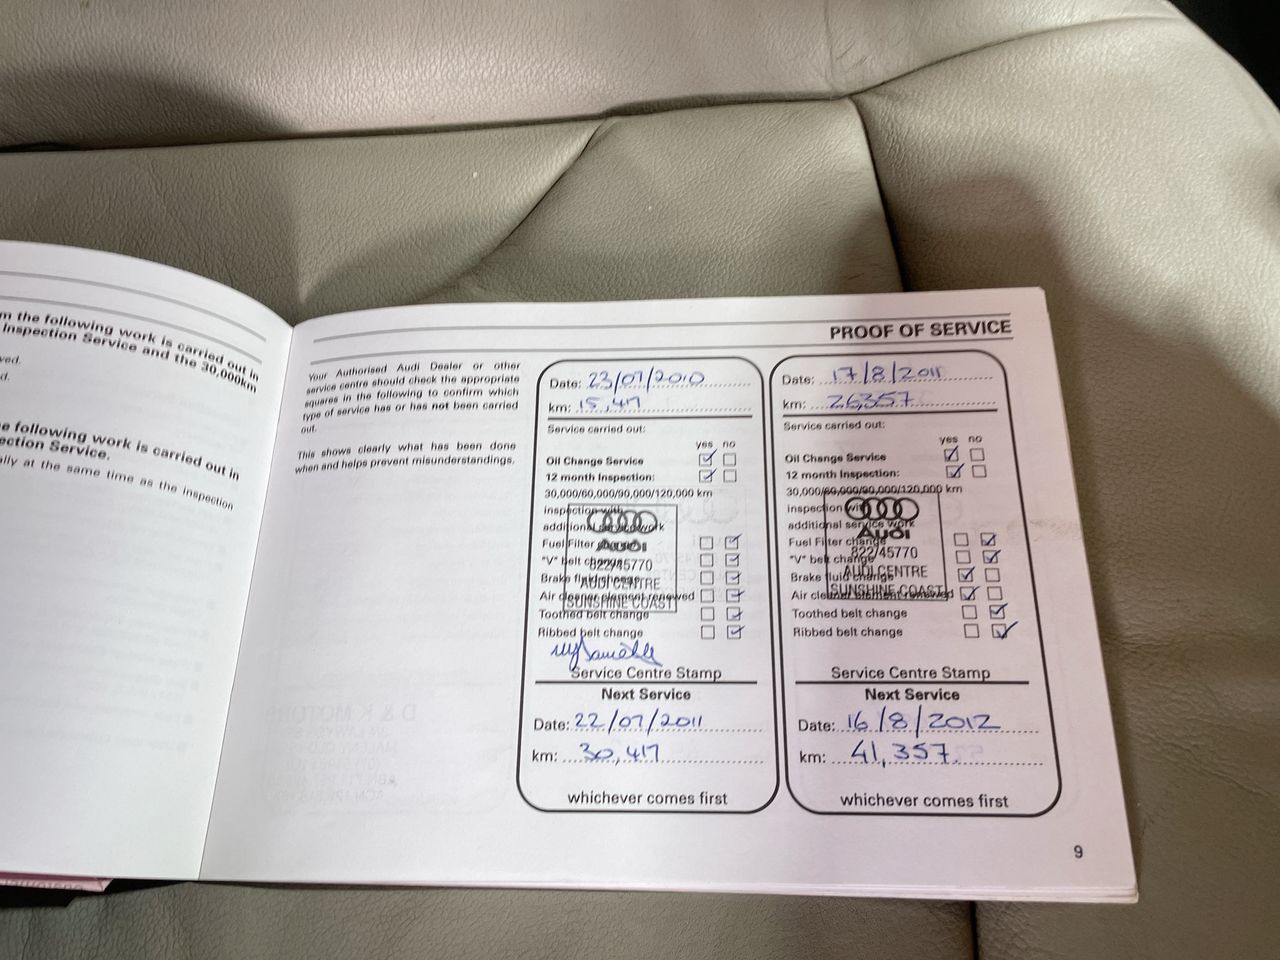 m the following work is carried out in
Inspection Service and the 30,000km
ved.
d.
e following work is carried out in
ection Service.
ally at the same time as the inspection
PROOF OF SERVICE
Your Authorised Audi Dealer or other
service centre should check the appropriate
squares in the following to confirm which
type of service has or has not been carried
out.
This shows clearly what has been done
when and helps prevent misunderstandings.
Date: 23/07/2010
km: 15,417
Service carried out:
yes no
Oil Change Service
12 month Inspection:
30,000/60,000/90,000/120,000 km
inspection with
additional service work
Fuel Filter change
"V" belt change
Brake fluid change
Air cleaner element renewed
Toothed belt change
Ribbed belt change
Audi
822/45770
AUDI CENTRE
SUNSHINE COAST
Service Centre Stamp
Next Service
Date: 22/07/2011
km: 30,417
whichever comes first
Date: 17/8/2011
km: 26,357
Service carried out:
yes no
Oil Change Service
12 month Inspection:
30,000/60,000/90,000/120,000 km
inspection with
additional service work
Fuel Filter change
"V" belt change
Brake fluid change
Air cleaner element renewed
Toothed belt change
Ribbed belt change
Audi
822/45770
AUDI CENTRE
SUNSHINE COAST
Service Centre Stamp
Next Service
Date: 16/8/2012
km: 41,357
whichever comes first
9